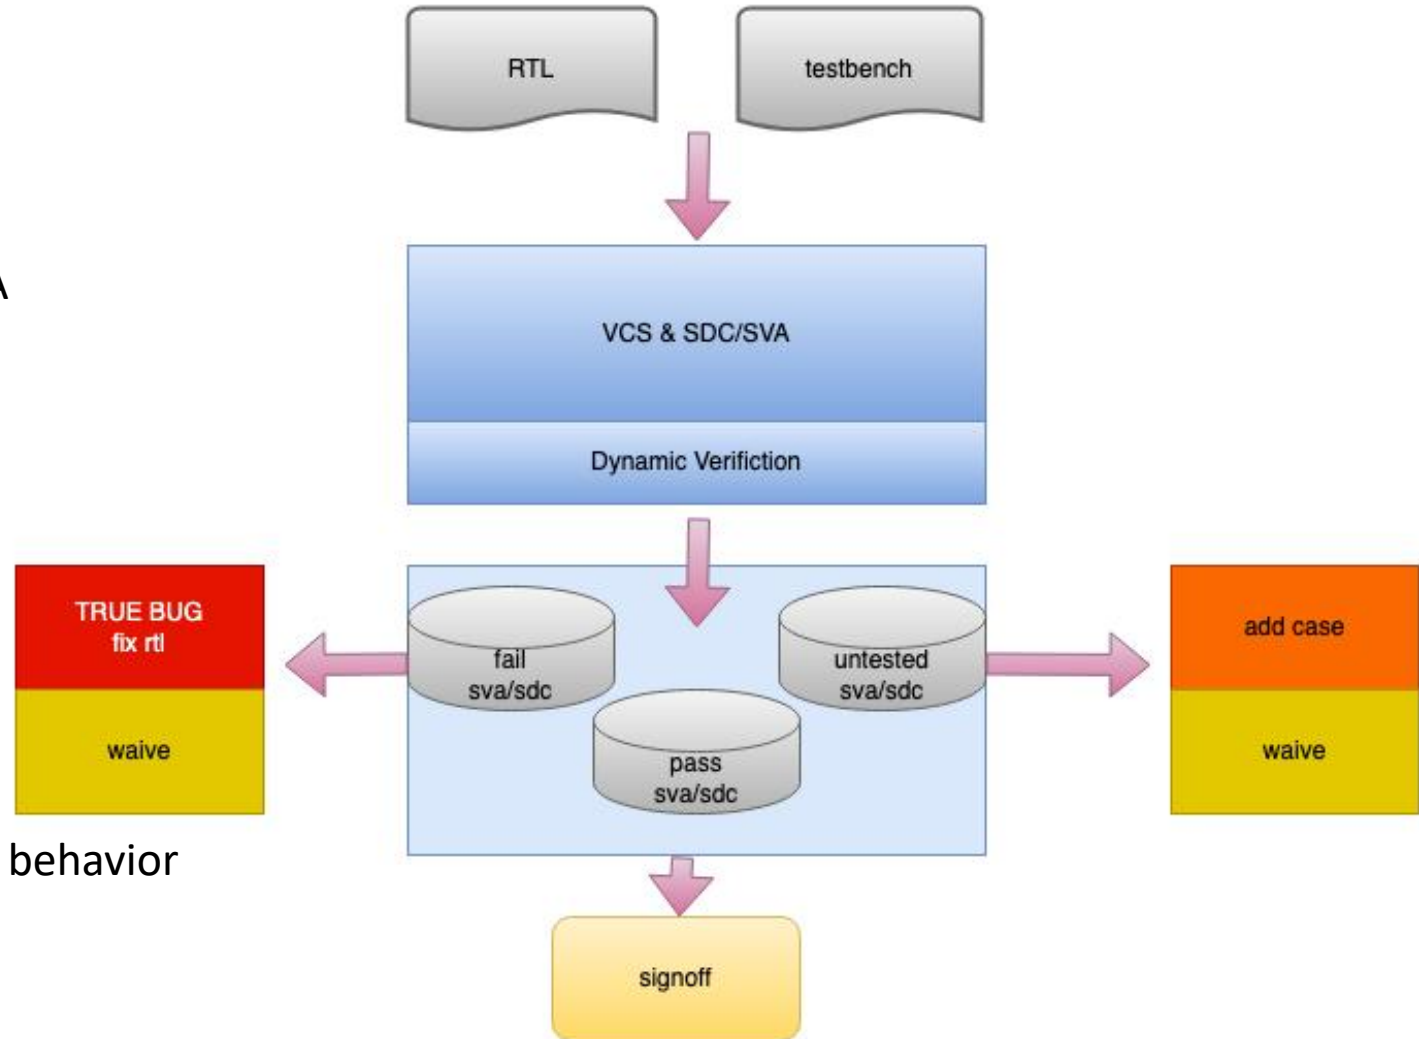 RTL
testbench
A
VCS & SDC/SVA
Dynamic Verifiction
TRUE BUG
fix rtl
waive
fail
sva/sdc
untested
sva/sdc
pass
sva/sdc
add case
waive
behavior
signoff